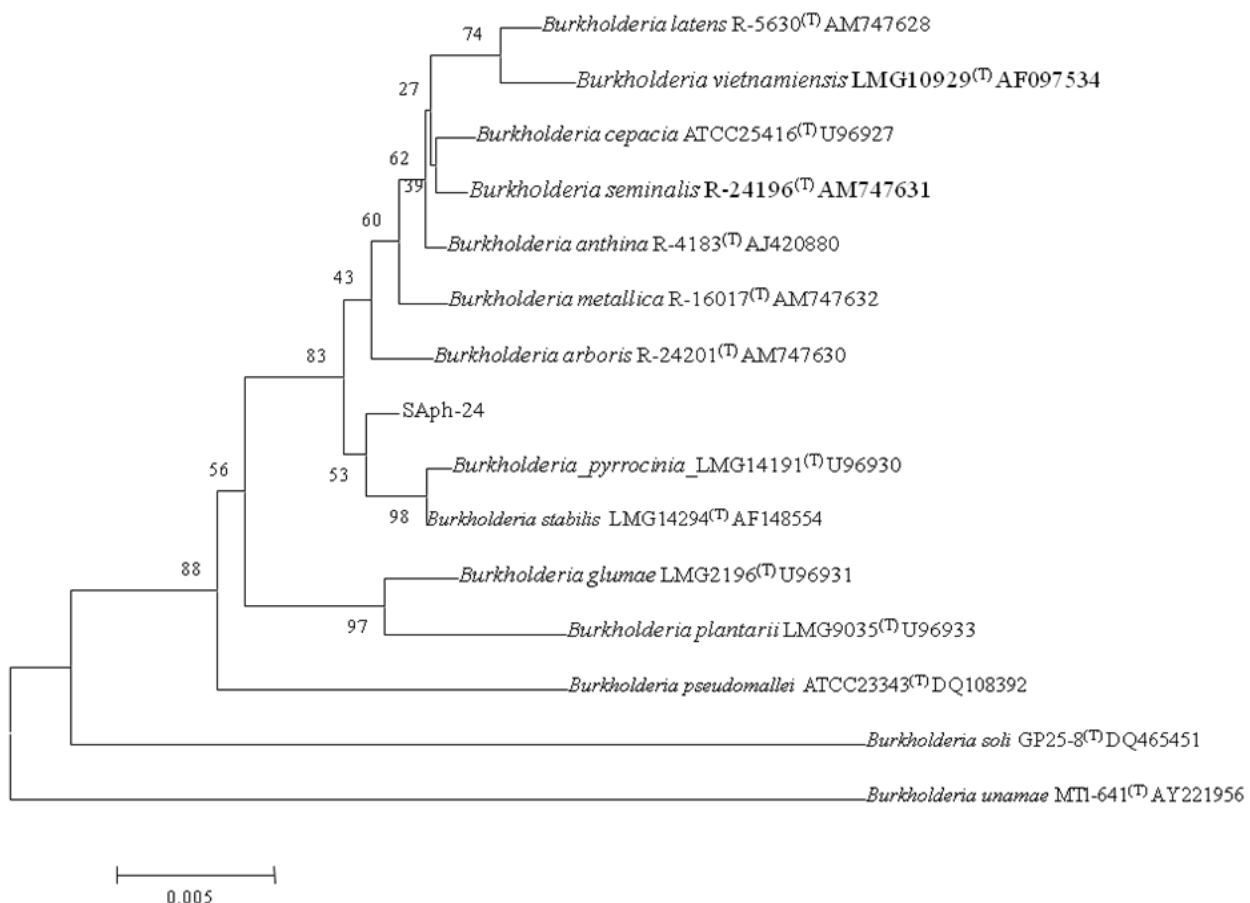 74
Burkholderia latens R-5630(T) AM747628
Burkholderia vietnamiensis LMG10929(T) AF097534
27
Burkholderia cepacia ATCC25416(T) U96927
62
39
Burkholderia seminalis R-24196(T) AM747631
60
Burkholderia anthina R-4183(T) AJ420880
43
Burkholderia metallica R-16017(T) AM747632
83
Burkholderia arboris R-24201(T) AM747630
SAph-24
56
53
Burkholderia_pyrrocinia_LMG14191(T) U96930
98
Burkholderia stabilis LMG14294(T) AF148554
88
Burkholderia glumae LMG2196(T) U96931
97
Burkholderia plantarii LMG9035(T) U96933
Burkholderia pseudomallei ATCC23343(T) DQ108392
Burkholderia soli GP25-8(T) DQ465451
Burkholderia unamae MTl-641(T) AY221956
0.005